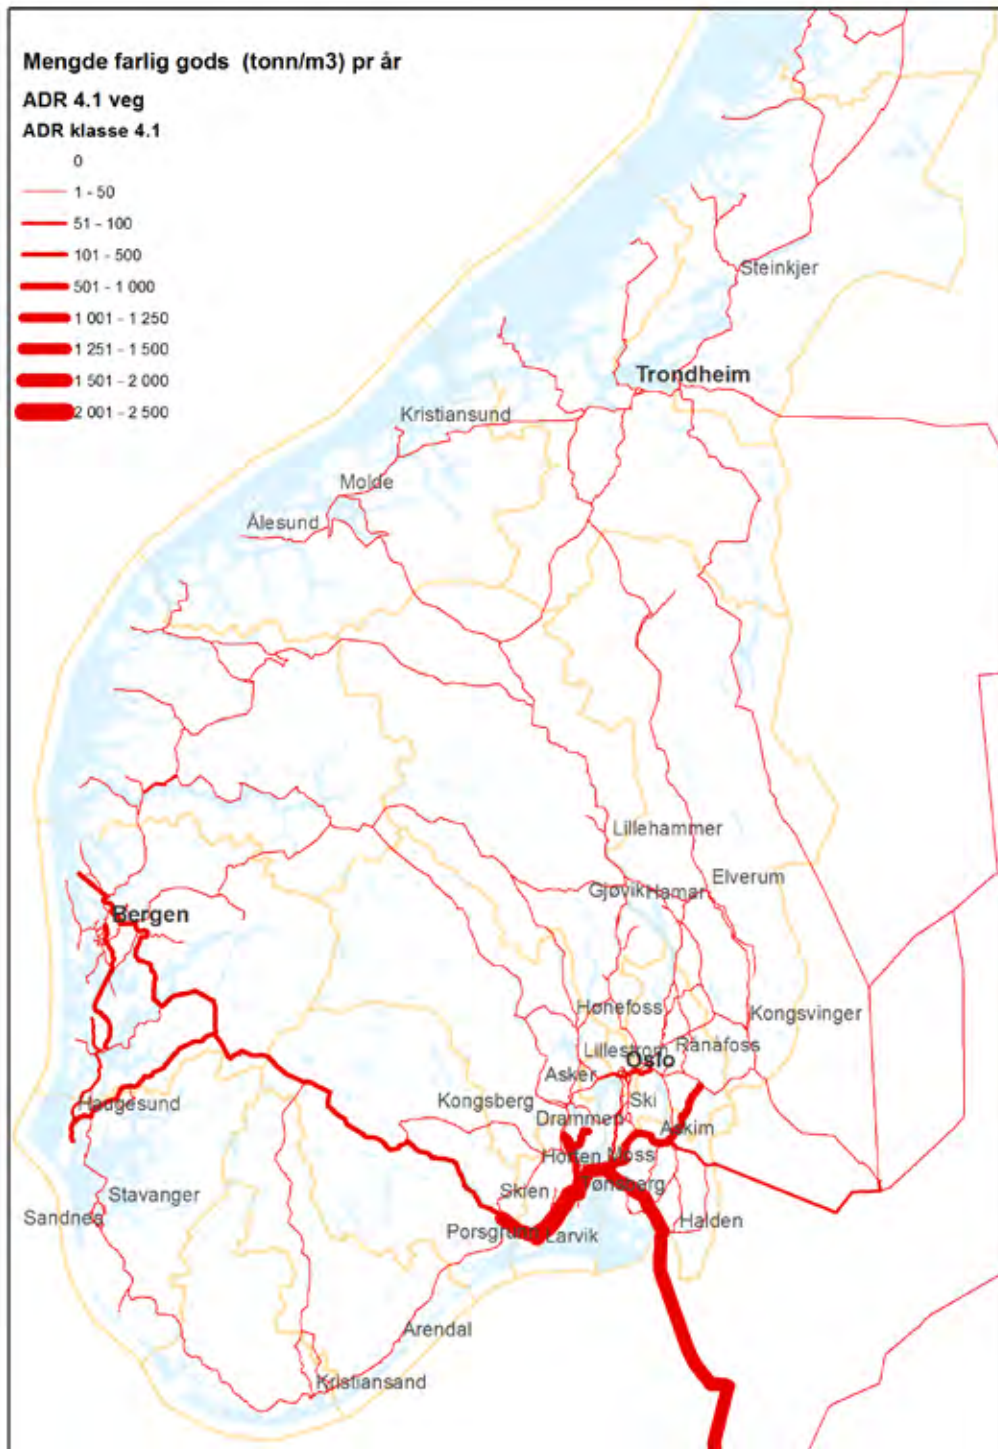 Mengde farlig gods (tonn/m3) pr år
ADR 4.1 veg
ADR klasse 4.1
0
1 - 50
51 - 100
101 - 500
501 - 1 000
1 001 - 1 250
1 251 - 1 500
1 501 - 2 000
2 001 - 2 500
Steinkjer
Trondheim
Kristiansund
Molde
Ålesund
Lillehammer
Elverum
Gjøvik
Hamar
Bergen
Hønefoss
Kongsvinger
Lillestrøm
Rånåfoss
Oslo
Asker
Kongsberg
Ski
Haugesund
Drammen
Askim
Horten
Moss
Skien
Tønsberg
Stavanger
Sandnes
Halden
Porsgrunn
Larvik
Arendal
Kristiansand